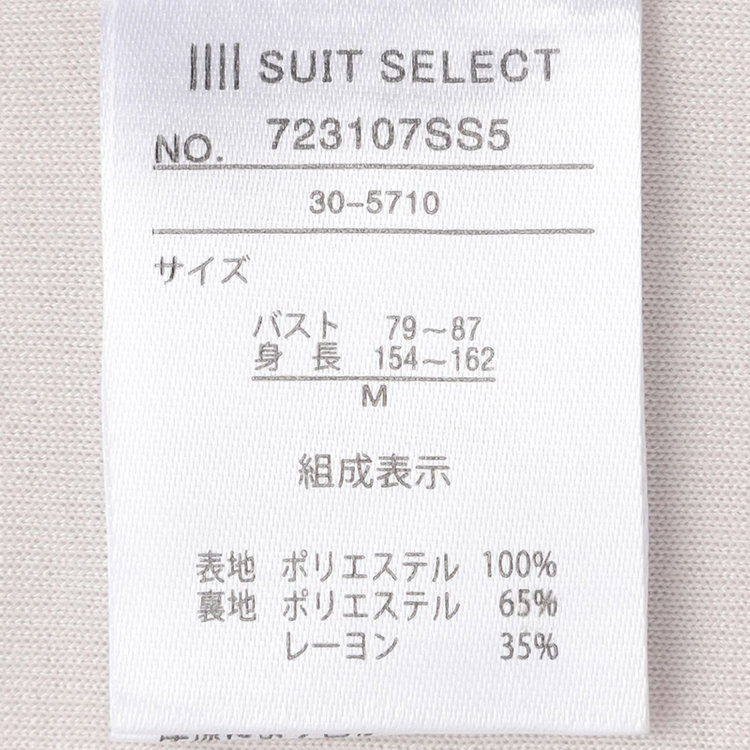 SUIT SELECT
NO. 723107SS5
30-5710
サイズ
バスト 79～87
身長 154～162
M
組成表示
表地 ポリエステル 100%
裏地 ポリエステル 65%
レーヨン 35%